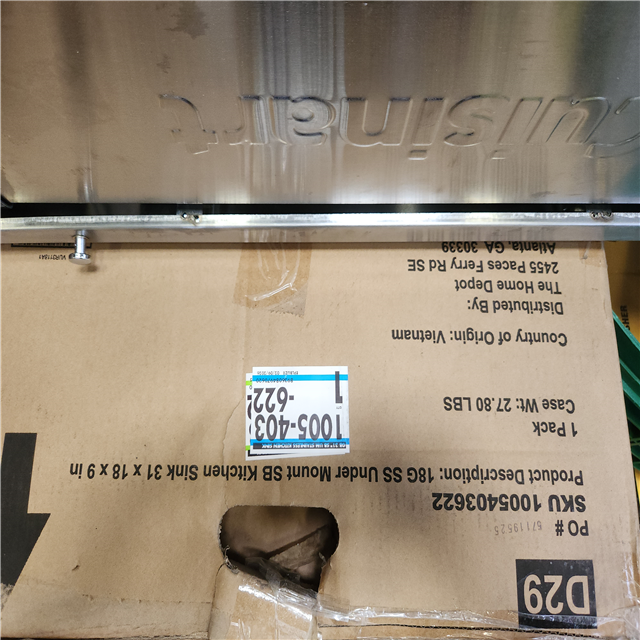 Cuisinart
D29
PO # 57119525
SKU 1005403622
Product Description: 18G SS Under Mount SB Kitchen Sink 31 x 18 x 9 in
1 Pack
Case Wt: 27.80 LBS
Country of Origin: Vietnam
Distributed By:
The Home Depot
2455 Paces Ferry Rd SE
Atlanta, GA 30339
1005-403
-622
1